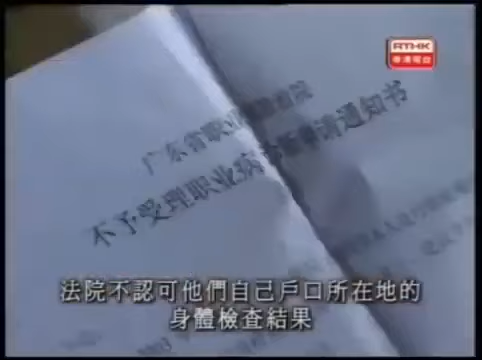 RTHK
香港電台
广东省职业病防治院
不予受理职业病诊断申请通知书
法院不認可他們自己戶口所在地的
身體檢查結果